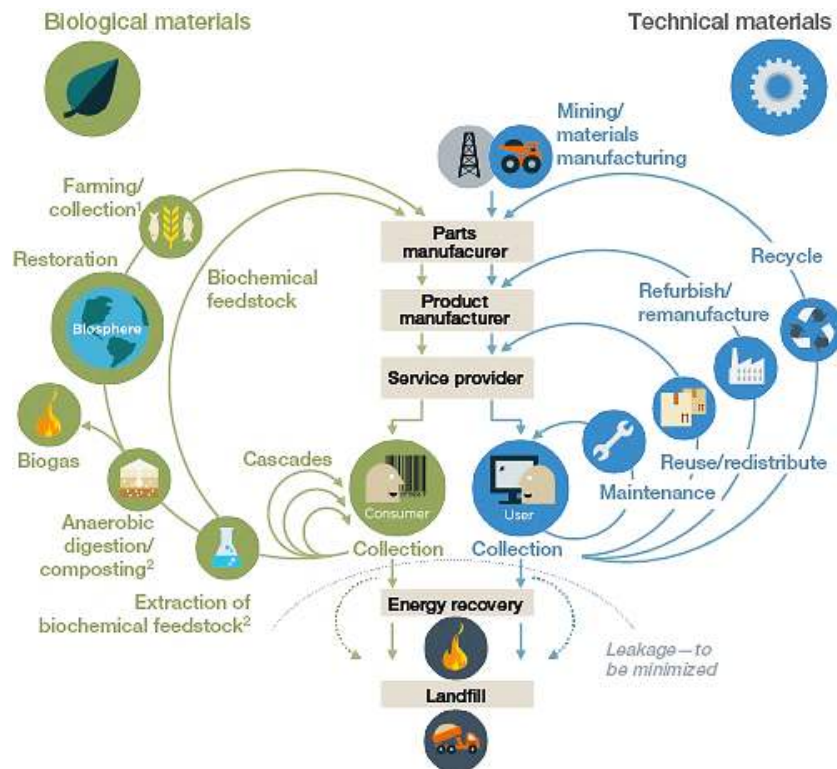 Biological materials
Technical materials
Mining/
materials
manufacturing
Farming/
collection1
Restoration
Biosphere
Biochemical
feedstock
Parts
manufacurer
Product
manufacturer
Service provider
Recycle
Refurbish/
remanufacture
Reuse/redistribute
Maintenance
Biogas
Cascades
Anaerobic
digestion/
composting2
Extraction of
biochemical feedstock2
Consumer
User
Collection
Collection
Energy recovery
Leakage—to
be minimized
Landfill